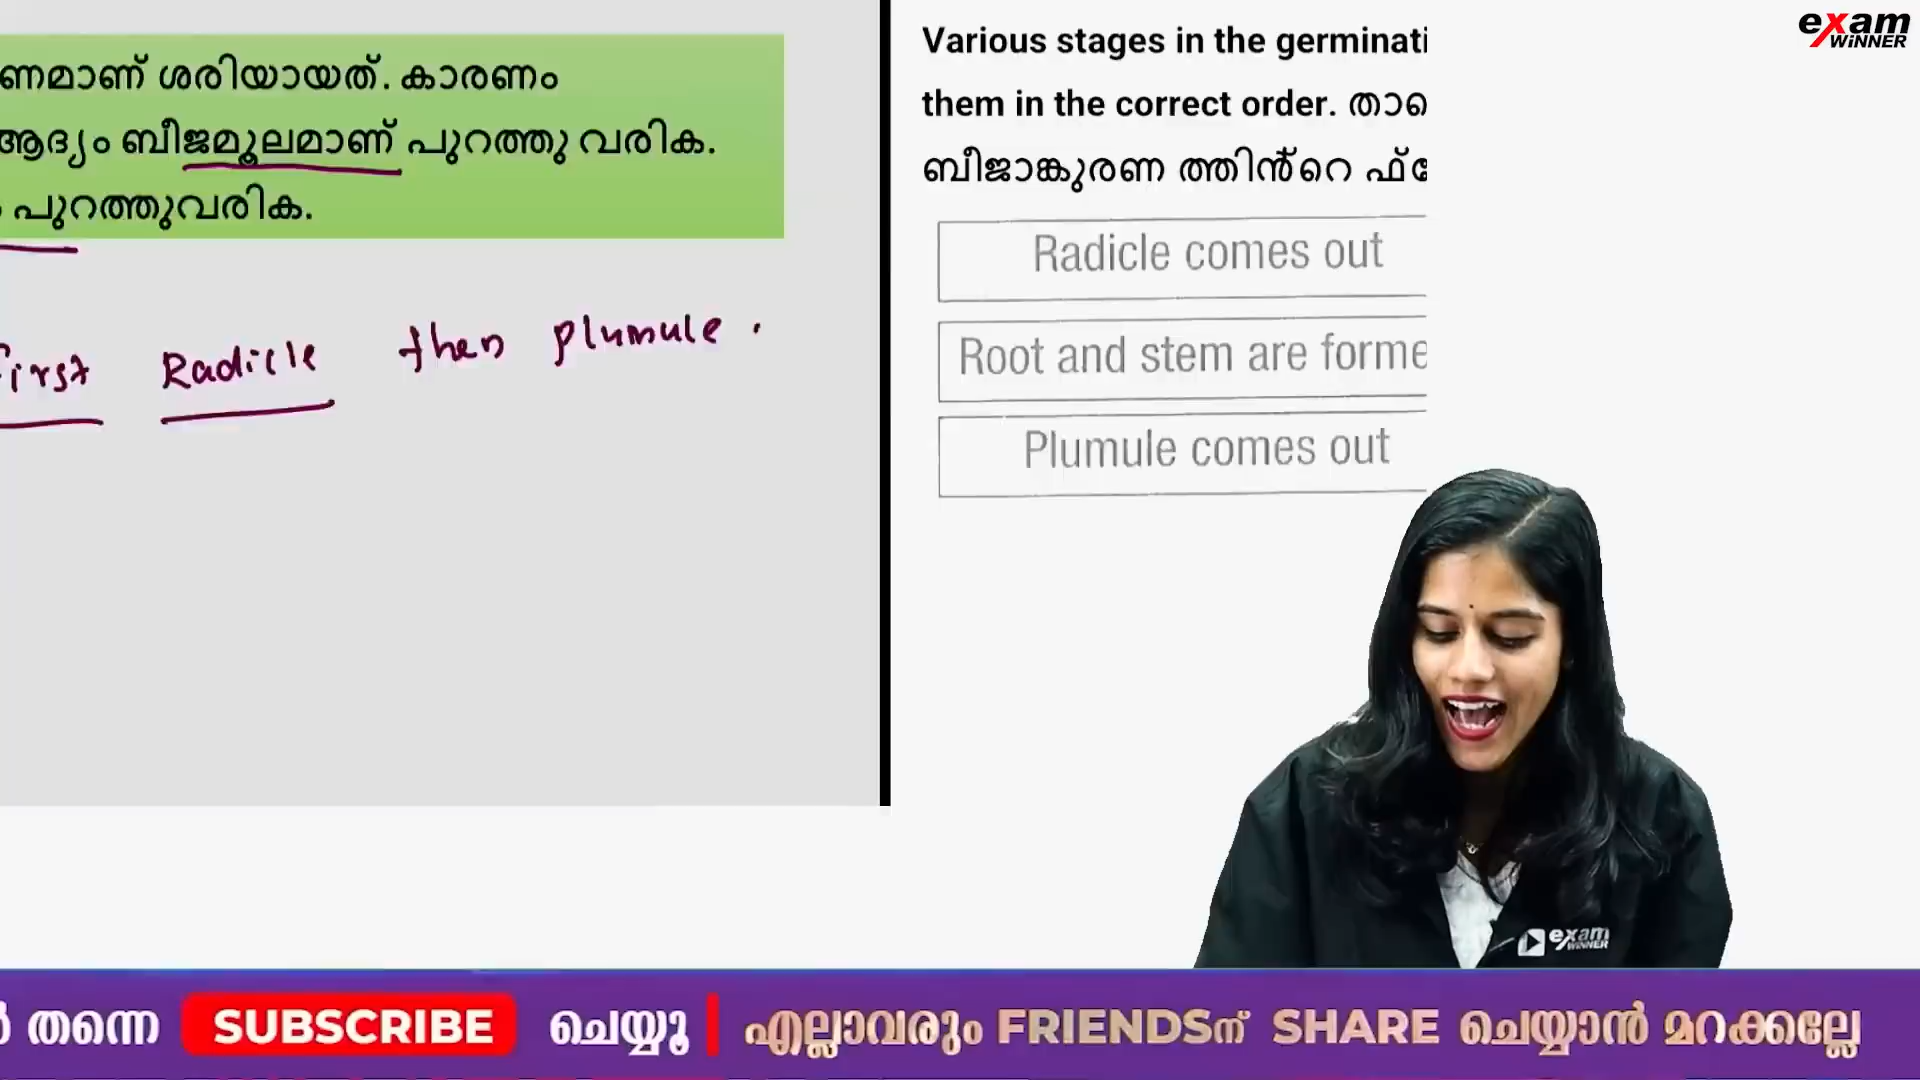 ണമാണ് ശരിയായത്. കാരണം
ആദ്യം ബീജമൂലമാണ് പുറത്തു വരിക.
പുറത്തുവരിക.
first Radicle then plumule.
Various stages in the germinati
them in the correct order. താഴെ
ബീജാങ്കുരണ ത്തിൻ്റെ ഫ്
Radicle comes out
Root and stem are forme
Plumule comes out
exam
WiNNER
exam
WiNNER
തന്നെ SUBSCRIBE ചെയ്യൂ | എല്ലാവരും FRIENDSന് SHARE ചെയ്യാൻ മറക്കല്ലേ